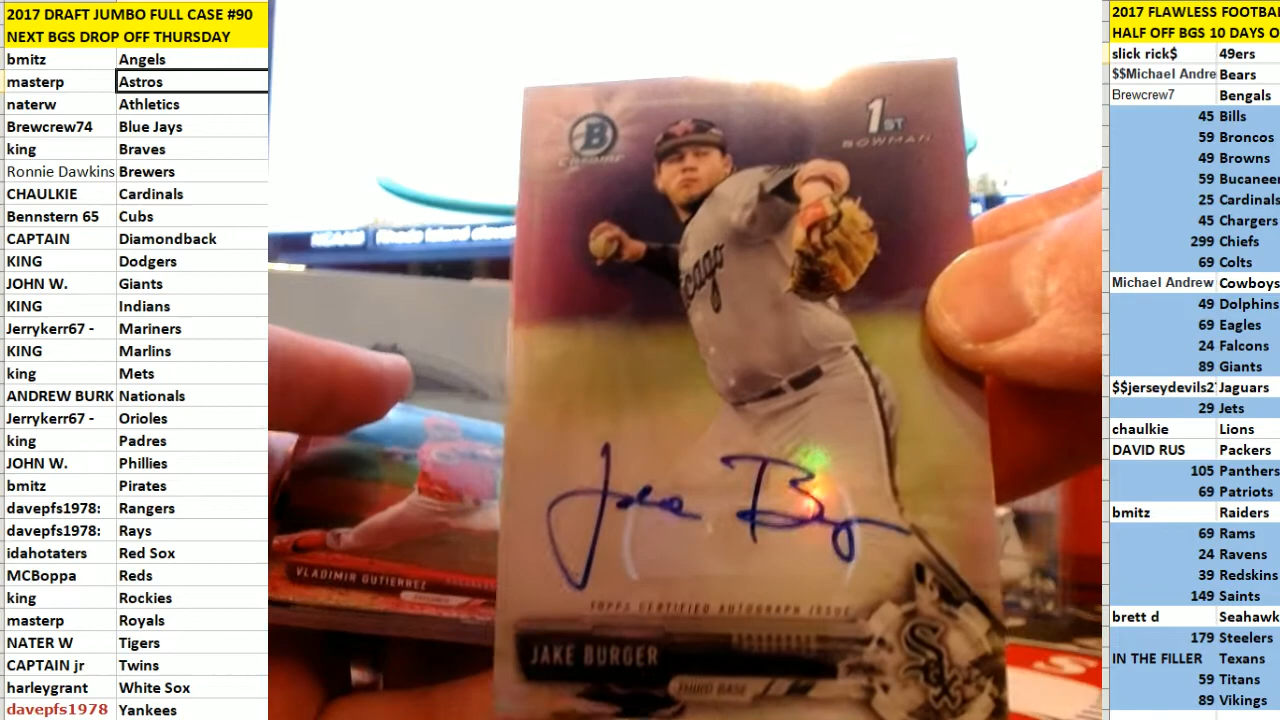 2017 DRAFT JUMBO FULL CASE #90
NEXT BGS DROP OFF THURSDAY
bmitz Angels
masterp Astros
naterw Athletics
Brewcrew74 Blue Jays
king Braves
Ronnie Dawkins Brewers
CHAULKIE Cardinals
Bennstern 65 Cubs
CAPTAIN Diamondback
KING Dodgers
JOHN W. Giants
KING Indians
Jerrykerr67 - Mariners
KING Marlins
king Mets
ANDREW BURK Nationals
Jerrykerr67 - Orioles
king Padres
JOHN W. Phillies
bmitz Pirates
davepfs1978: Rangers
davepfs1978: Rays
idahotaters Red Sox
MCBoppa Reds
king Rockies
masterp Royals
NATER W Tigers
CAPTAIN jr Twins
harleygrant White Sox
davepfs1978 Yankees
B
Chrome
1ST
BOWMAN
icago
Jake Burger
TOPPS CERTIFIED AUTOGRAPH ISSUE
JAKE BURGER
THIRD BASE
Sox
VLADIMIR GUTIERREZ
2017 FLAWLESS FOOTBAL
HALF OFF BGS 10 DAYS O
slick rick$ 49ers
$$Michael Andre Bears
Brewcrew7 Bengals
45 Bills
59 Broncos
49 Browns
59 Bucaneer
25 Cardinals
45 Chargers
299 Chiefs
69 Colts
Michael Andrew Cowboys
49 Dolphins
69 Eagles
24 Falcons
89 Giants
$$jerseydevils2 Jaguars
29 Jets
chaulkie Lions
DAVID RUS Packers
105 Panthers
69 Patriots
bmitz Raiders
69 Rams
24 Ravens
39 Redskins
149 Saints
brett d Seahawk
179 Steelers
IN THE FILLER Texans
59 Titans
89 Vikings